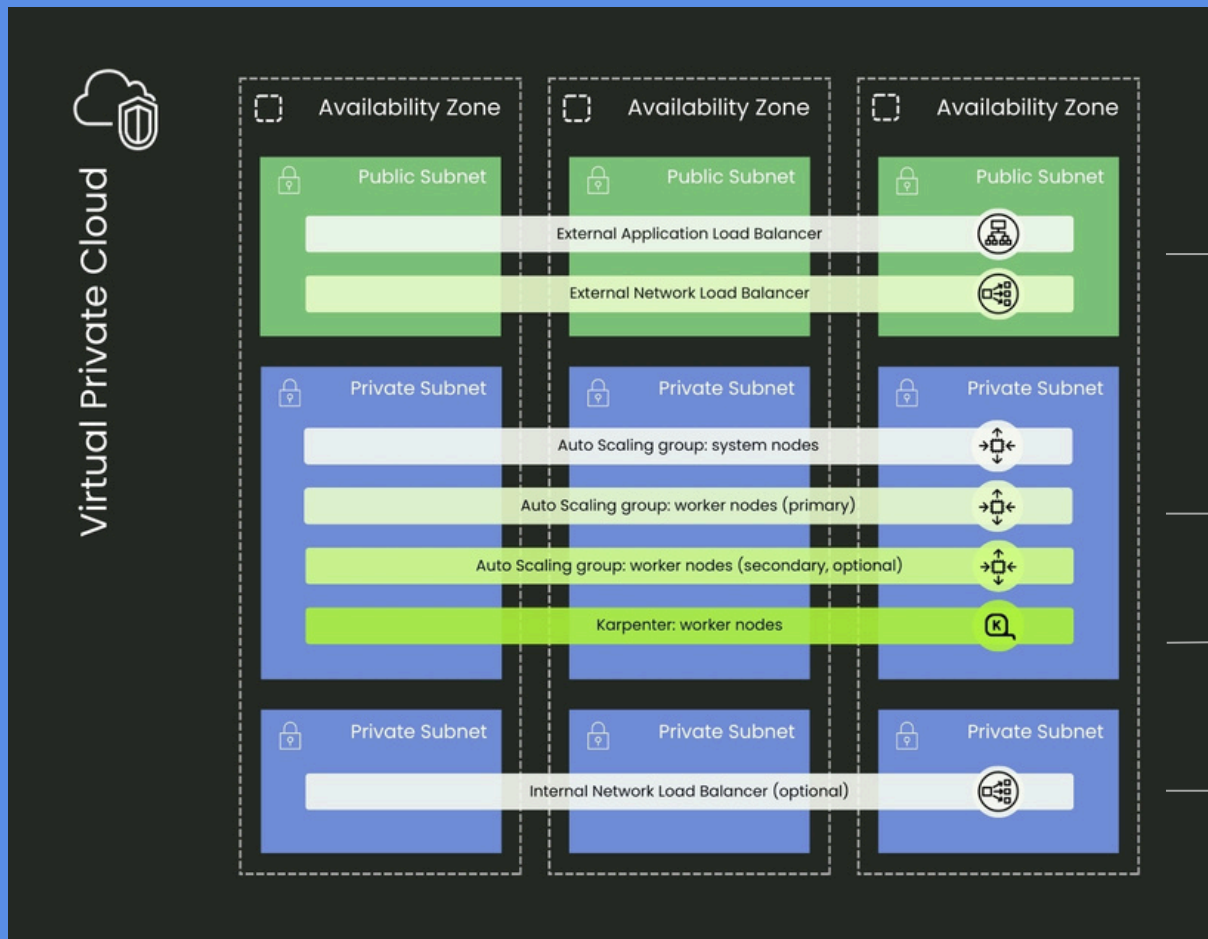 Virtual Private Cloud
Availability Zone
Availability Zone
Availability Zone
Public Subnet
Public Subnet
Public Subnet
External Application Load Balancer
External Network Load Balancer
Private Subnet
Private Subnet
Private Subnet
Auto Scaling group: system nodes
Auto Scaling group: worker nodes (primary)
Auto Scaling group: worker nodes (secondary, optional)
Karpenter: worker nodes
K
Private Subnet
Private Subnet
Private Subnet
Internal Network Load Balancer (optional)